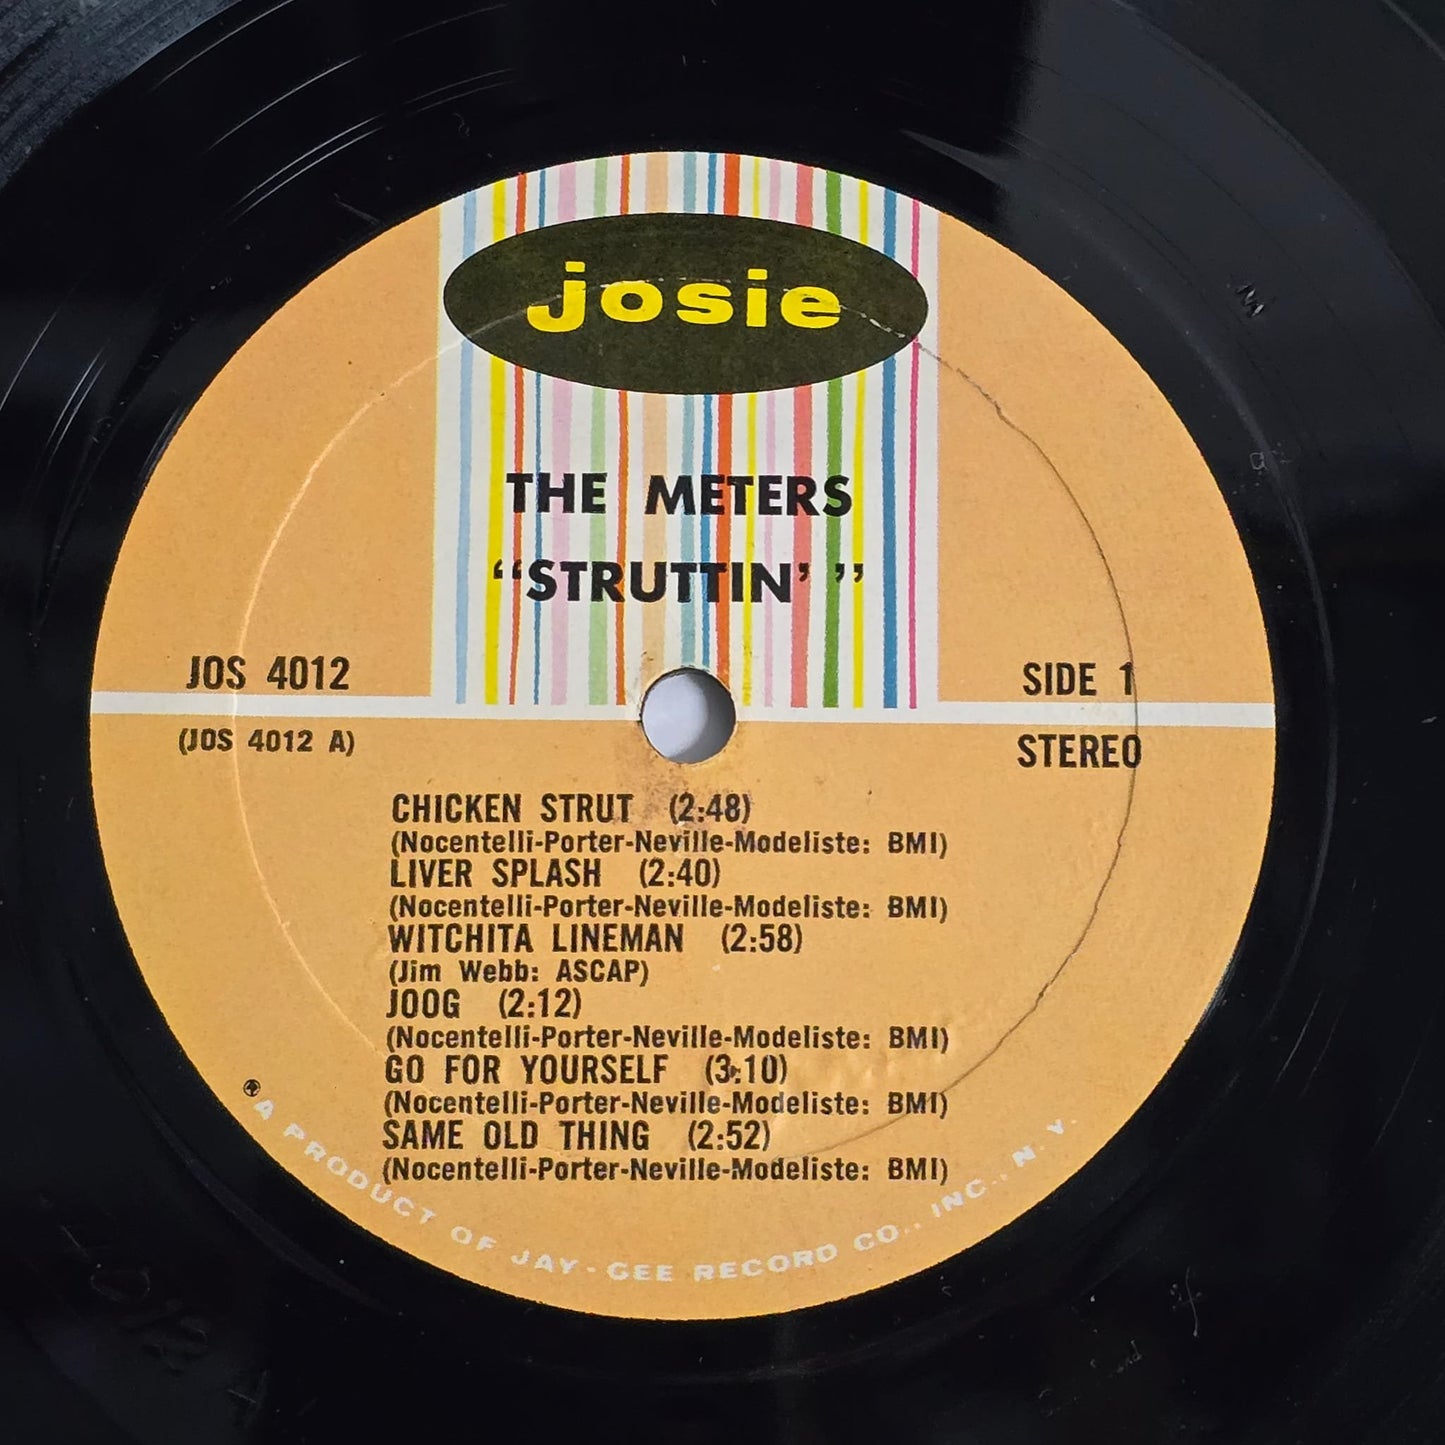 josie
THE METERS
“STRUTTIN’ ”
JOS 4012
SIDE 1
(JOS 4012 A)
STEREO
CHICKEN STRUT (2:48)
(Nocentelli-Porter-Neville-Modeliste: BMI)
LIVER SPLASH (2:40)
(Nocentelli-Porter-Neville-Modeliste: BMI)
WITCHITA LINEMAN (2:58)
(Jim Webb: ASCAP)
JOOG (2:12)
(Nocentelli-Porter-Neville-Modeliste: BMI)
GO FOR YOURSELF (3:10)
(Nocentelli-Porter-Neville-Modeliste: BMI)
SAME OLD THING (2:52)
(Nocentelli-Porter-Neville-Modeliste: BMI)
A PRODUCT OF JAY-GEE RECORD CO., INC., N. Y.